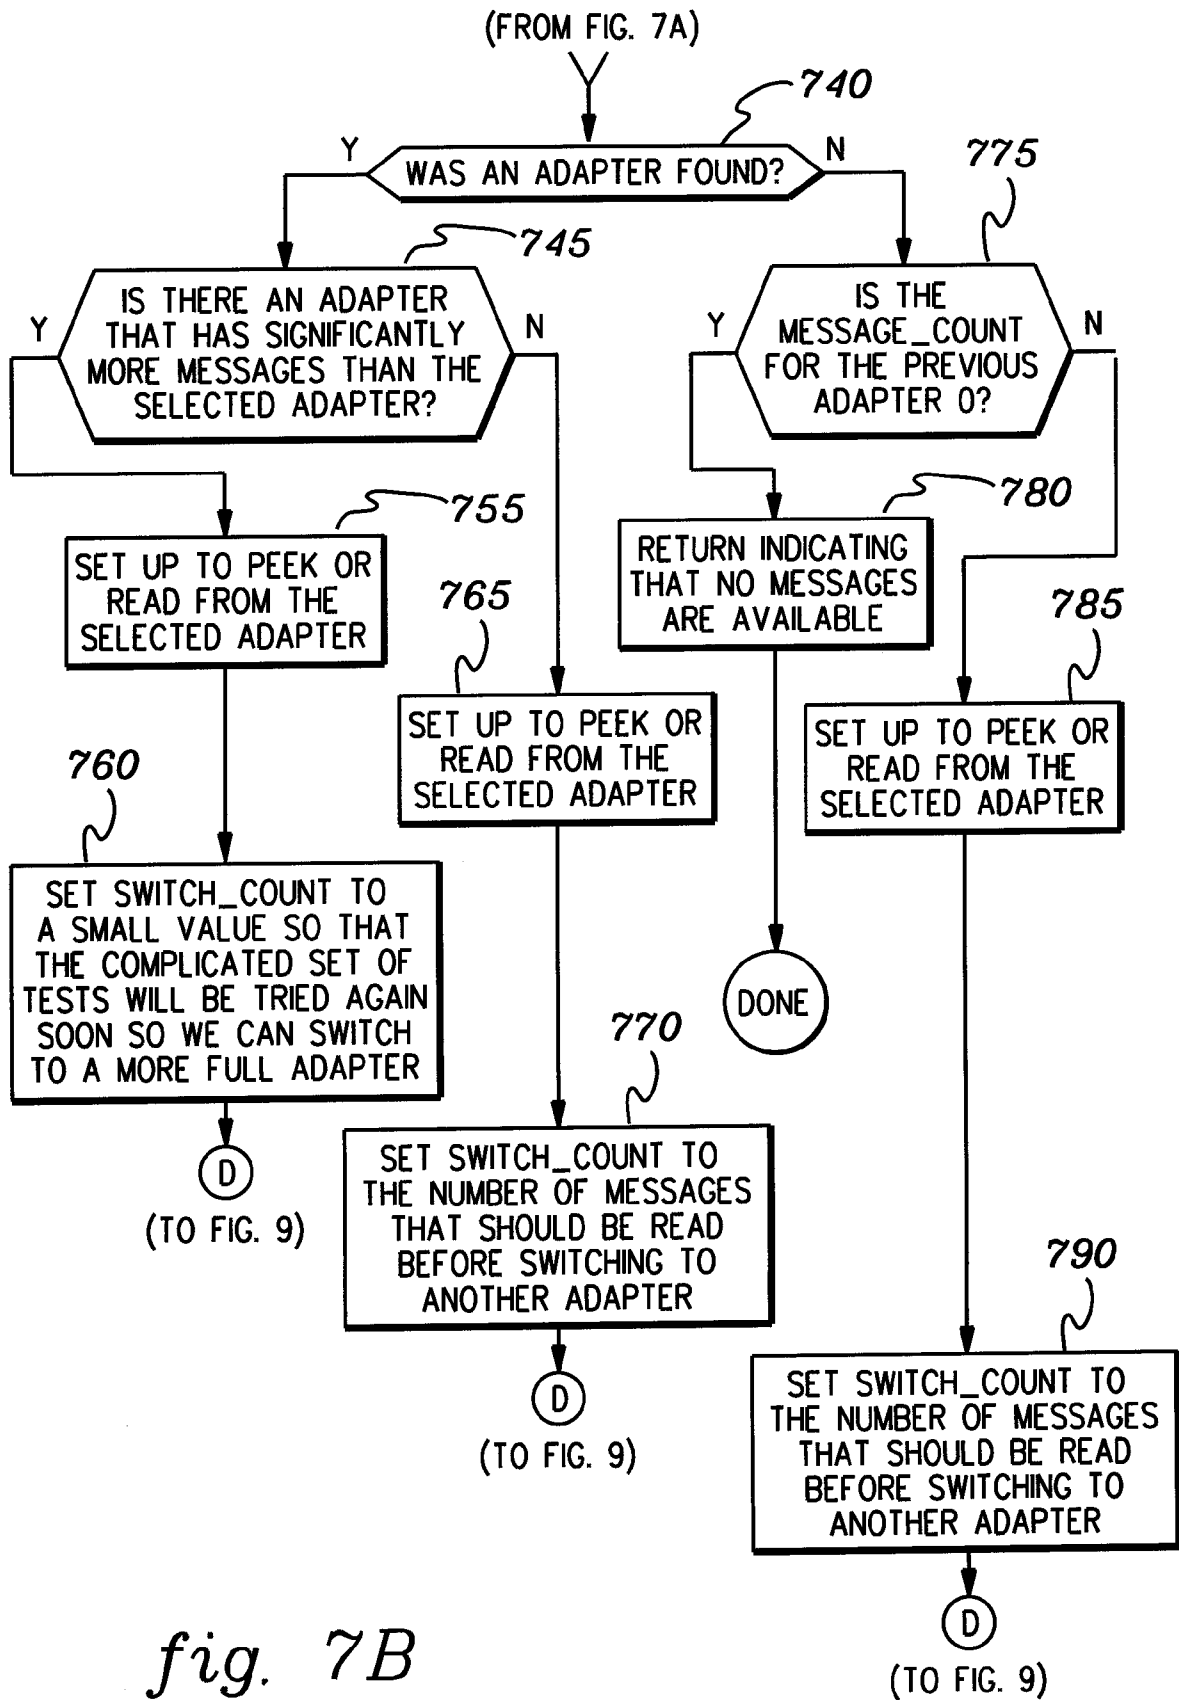 (FROM FIG. 7A)
740
Y
WAS AN ADAPTER FOUND?
N
775
745
Y
IS THERE AN ADAPTER
THAT HAS SIGNIFICANTLY
MORE MESSAGES THAN THE
SELECTED ADAPTER?
N
Y
IS THE
MESSAGE_COUNT
FOR THE PREVIOUS
ADAPTER 0?
N
755
SET UP TO PEEK OR
READ FROM THE
SELECTED ADAPTER
780
RETURN INDICATING
THAT NO MESSAGES
ARE AVAILABLE
765
SET UP TO PEEK OR
READ FROM THE
SELECTED ADAPTER
785
SET UP TO PEEK OR
READ FROM THE
SELECTED ADAPTER
760
SET SWITCH_COUNT TO
A SMALL VALUE SO THAT
THE COMPLICATED SET OF
TESTS WILL BE TRIED AGAIN
SOON SO WE CAN SWITCH
TO A MORE FULL ADAPTER
DONE
D
(TO FIG. 9)
770
SET SWITCH_COUNT TO
THE NUMBER OF MESSAGES
THAT SHOULD BE READ
BEFORE SWITCHING TO
ANOTHER ADAPTER
D
(TO FIG. 9)
790
SET SWITCH_COUNT TO
THE NUMBER OF MESSAGES
THAT SHOULD BE READ
BEFORE SWITCHING TO
ANOTHER ADAPTER
D
(TO FIG. 9)
fig. 7B